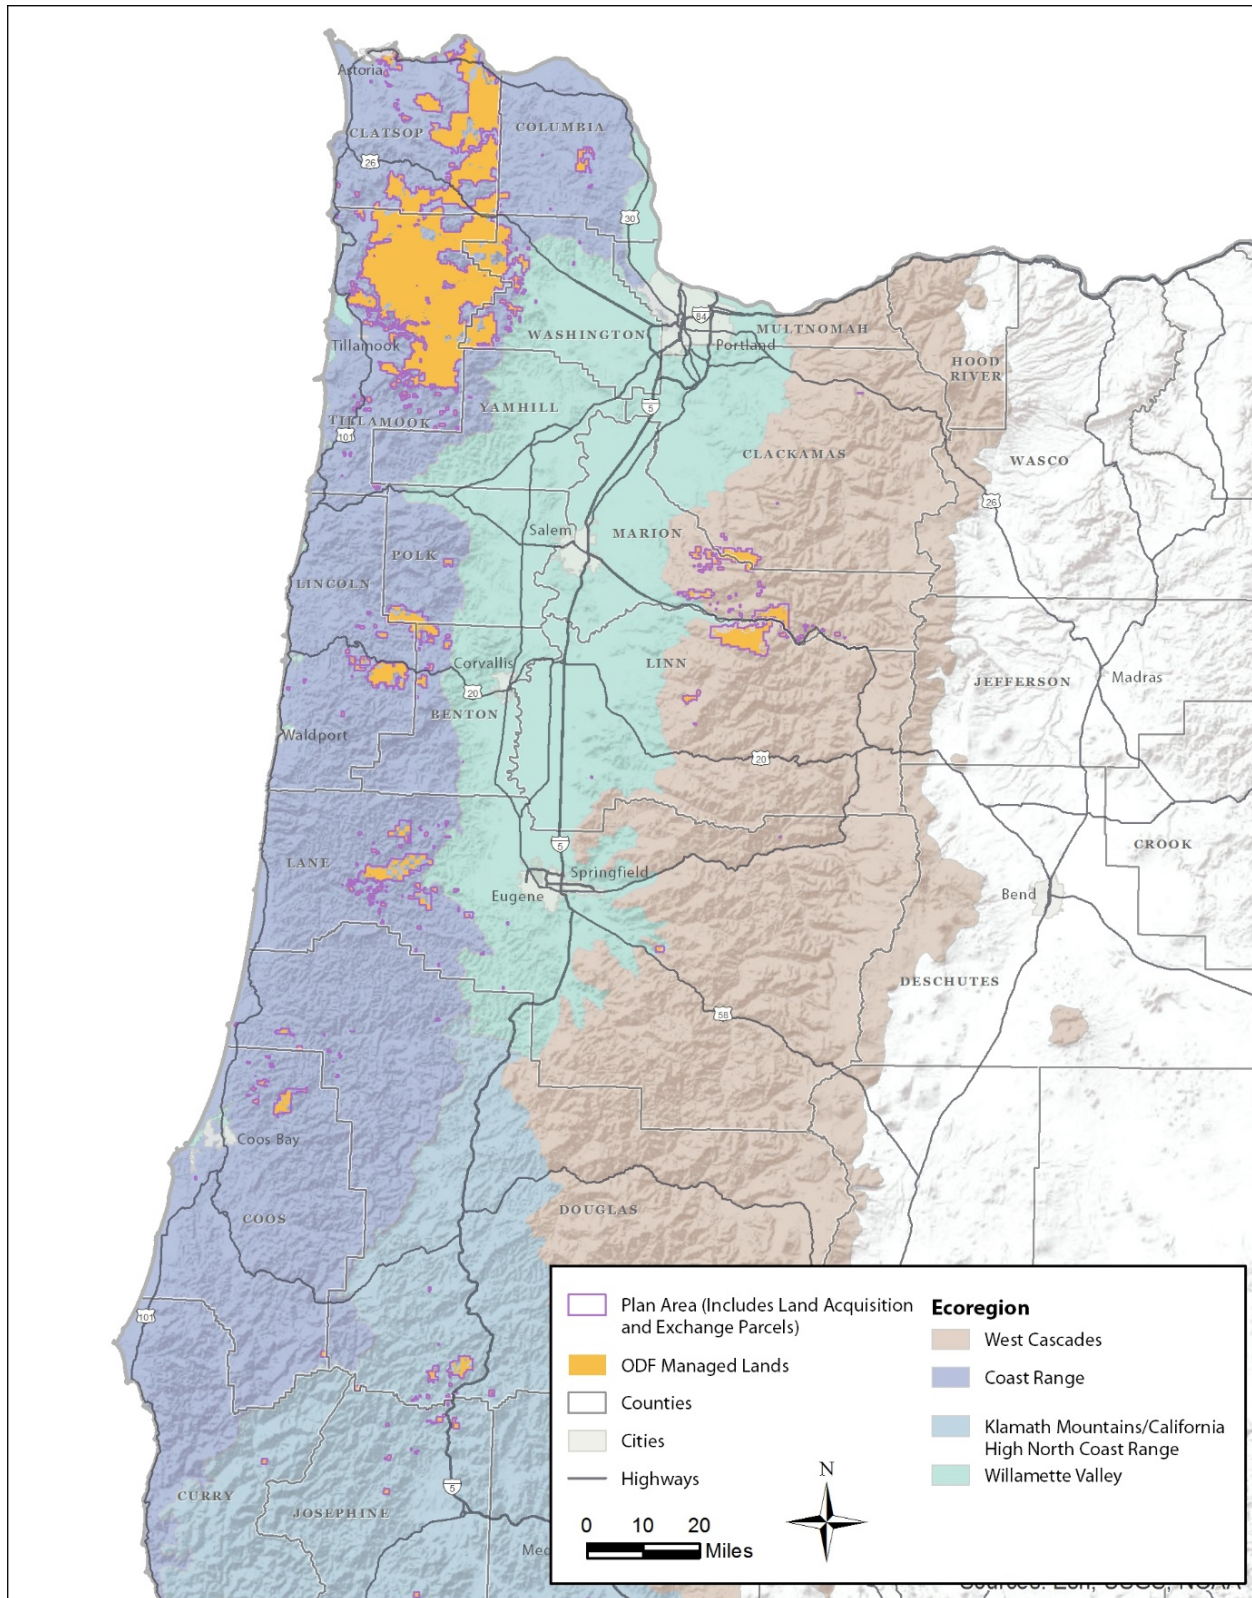 Astoria
CLATSOP
COLUMBIA
26
30
WASHINGTON
84
MULTNOMAH
Portland
HOOD
RIVER
Tillamook
YAMHILL
5
TILLAMOOK
101
CLACKAMAS
WASCO
26
Salem
MARION
POLK
LINCOLN
Corvallis
LINN
20
BENTON
JEFFERSON
Madras
Waldport
20
5
CROOK
LANE
Springfield
Eugene
Bend
DESCHUTES
58
Coos Bay
COOS
DOUGLAS
101
CURRY
JOSEPHINE
5
Med
Plan Area (Includes Land Acquisition
and Exchange Parcels)
ODF Managed Lands
Counties
Cities
Highways
0 10 20
Miles
N
Ecoregion
West Cascades
Coast Range
Klamath Mountains/California
High North Coast Range
Willamette Valley